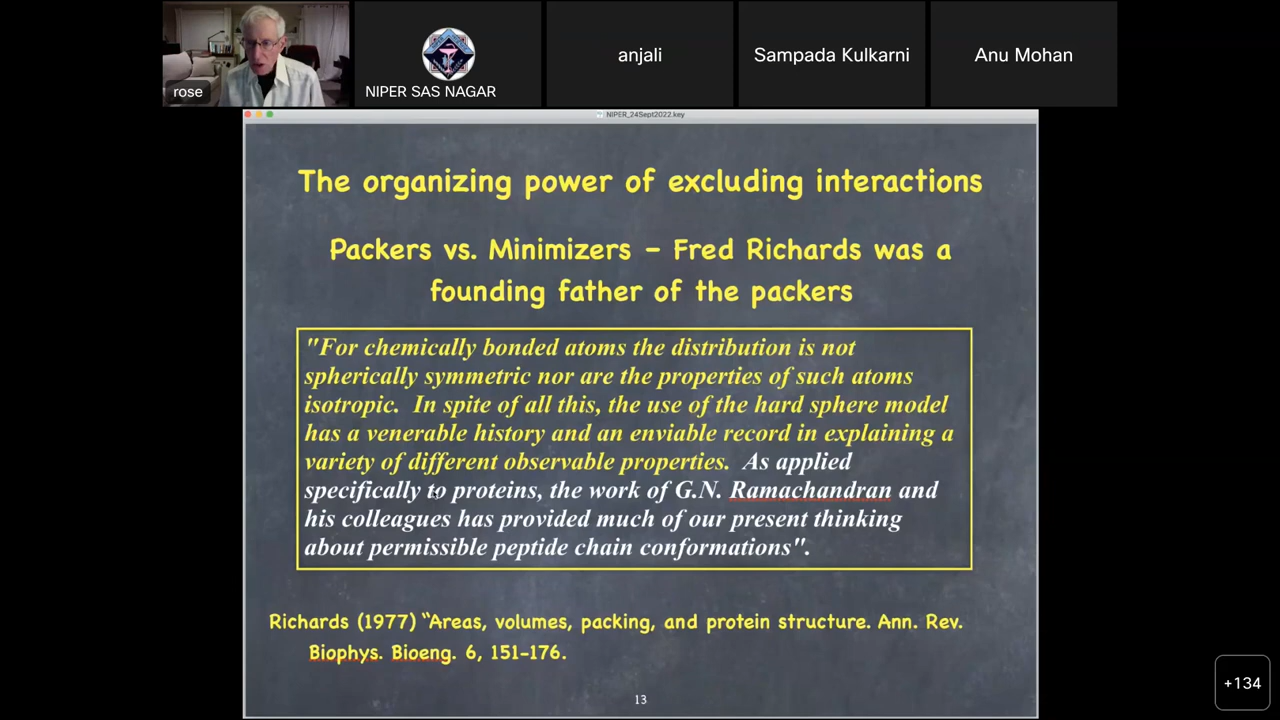 rose
NIPER SAS NAGAR
anjali
Sampada Kulkarni
Anu Mohan
NIPER_24Sept2022.key
The organizing power of excluding interactions
Packers vs. Minimizers – Fred Richards was a
founding father of the packers
"For chemically bonded atoms the distribution is not
spherically symmetric nor are the properties of such atoms
isotropic. In spite of all this, the use of the hard sphere model
has a venerable history and an enviable record in explaining a
variety of different observable properties. As applied
specifically to proteins, the work of G.N. Ramachandran and
his colleagues has provided much of our present thinking
about permissible peptide chain conformations".
Richards (1977) “Areas, volumes, packing, and protein structure. Ann. Rev.
Biophys. Bioeng. 6, 151-176.
13
+134